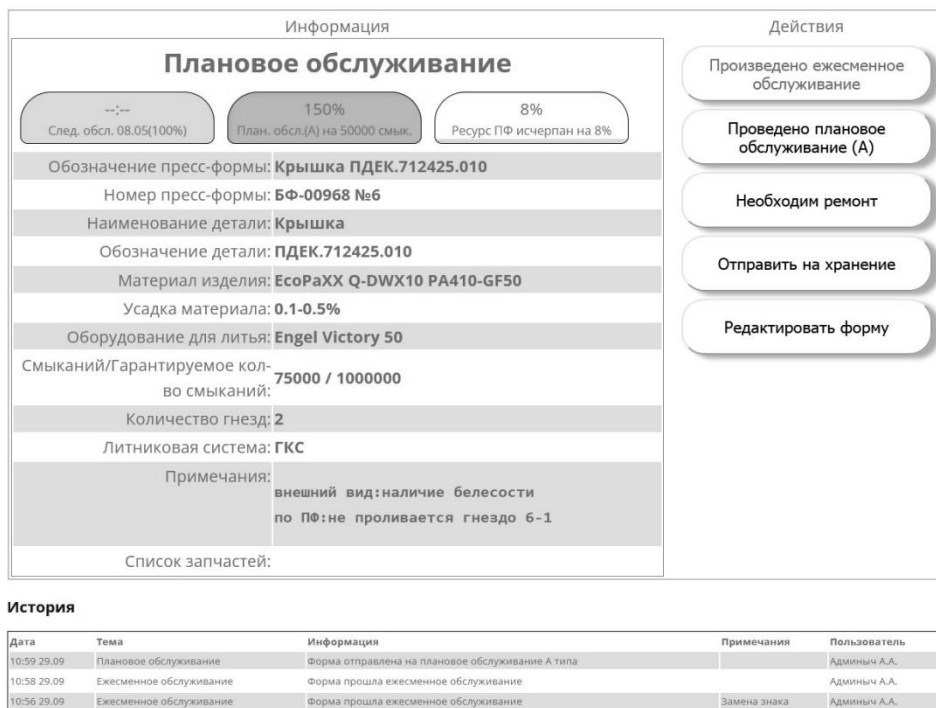 Информация
Действия
Плановое обслуживание
--:--
След. обсл. 08.05(100%)
150%
План. обсл.(А) на 50000 смык.
8%
Ресурс ПФ исчерпан на 8%
Произведено ежесменное
обслуживание
Проведено плановое
обслуживание (А)
Необходим ремонт
Отправить на хранение
Редактировать форму
Обозначение пресс-формы: Крышка ПДЕК.712425.010
Номер пресс-формы: БФ-00968 №6
Наименование детали: Крышка
Обозначение детали: ПДЕК.712425.010
Материал изделия: EcoPaXX Q-DWX10 PA410-GF50
Усадка материала: 0.1-0.5%
Оборудование для литья: Engel Victory 50
Смыканий/Гарантируемое кол-
во смыканий: 75000 / 1000000
Количество гнезд: 2
Литниковая система: ГКС
Примечания:
внешний вид:наличие белесости
по ПФ:не проливается гнездо 6-1
Список запчастей:
История
Дата Тема Информация Примечания Пользователь
10:59 29.09 Плановое обслуживание Форма отправлена на плановое обслуживание А типа Админыч А.А.
10:58 29.09 Ежесменное обслуживание Форма прошла ежесменное обслуживание Админыч А.А.
10:56 29.09 Ежесменное обслуживание Форма прошла ежесменное обслуживание Замена знака Админыч А.А.